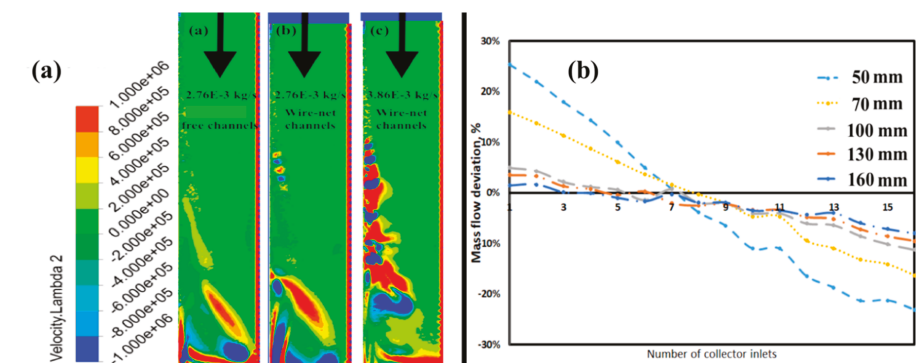 (a)
Velocity.Lambda 2
1.000e+06
8.000e+05
6.000e+05
4.000e+05
2.000e+05
0.000e+00
-2.000e+05
-4.000e+05
-6.000e+05
-8.000e+05
-1.000e+06
(a)
2.76E-3 kg/s
free channels
(b)
2.76E-3 kg/s
Wire-net
channels
(c)
3.86E-3 kg/s
Wire-net
channels
(b)
Mass flow deviation, %
30%
20%
10%
0%
-10%
-20%
-30%
1 3 5 7 9 11 13 15
Number of collector inlets
50 mm
70 mm
100 mm
130 mm
160 mm